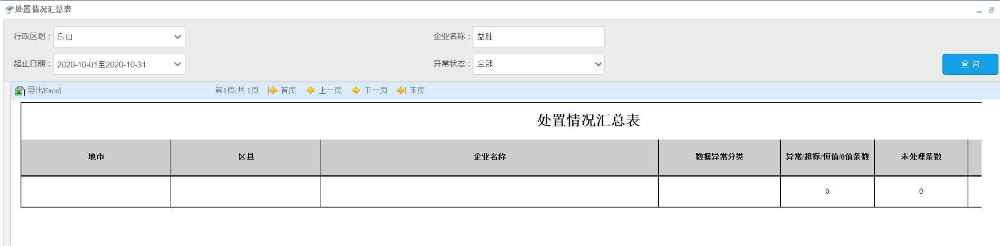 处置情况汇总表
行政区划： 乐山 企业名称： 益胜
起止日期： 2020-10-01至2020-10-31 异常状态： 全部 查 询
导出Excel 第1页/共 1页 首页 上一页 下一页 末页
处置情况汇总表
地市 区县 企业名称 数据异常分类 异常/超标/恒值/0值条数 未处理条数
0 0